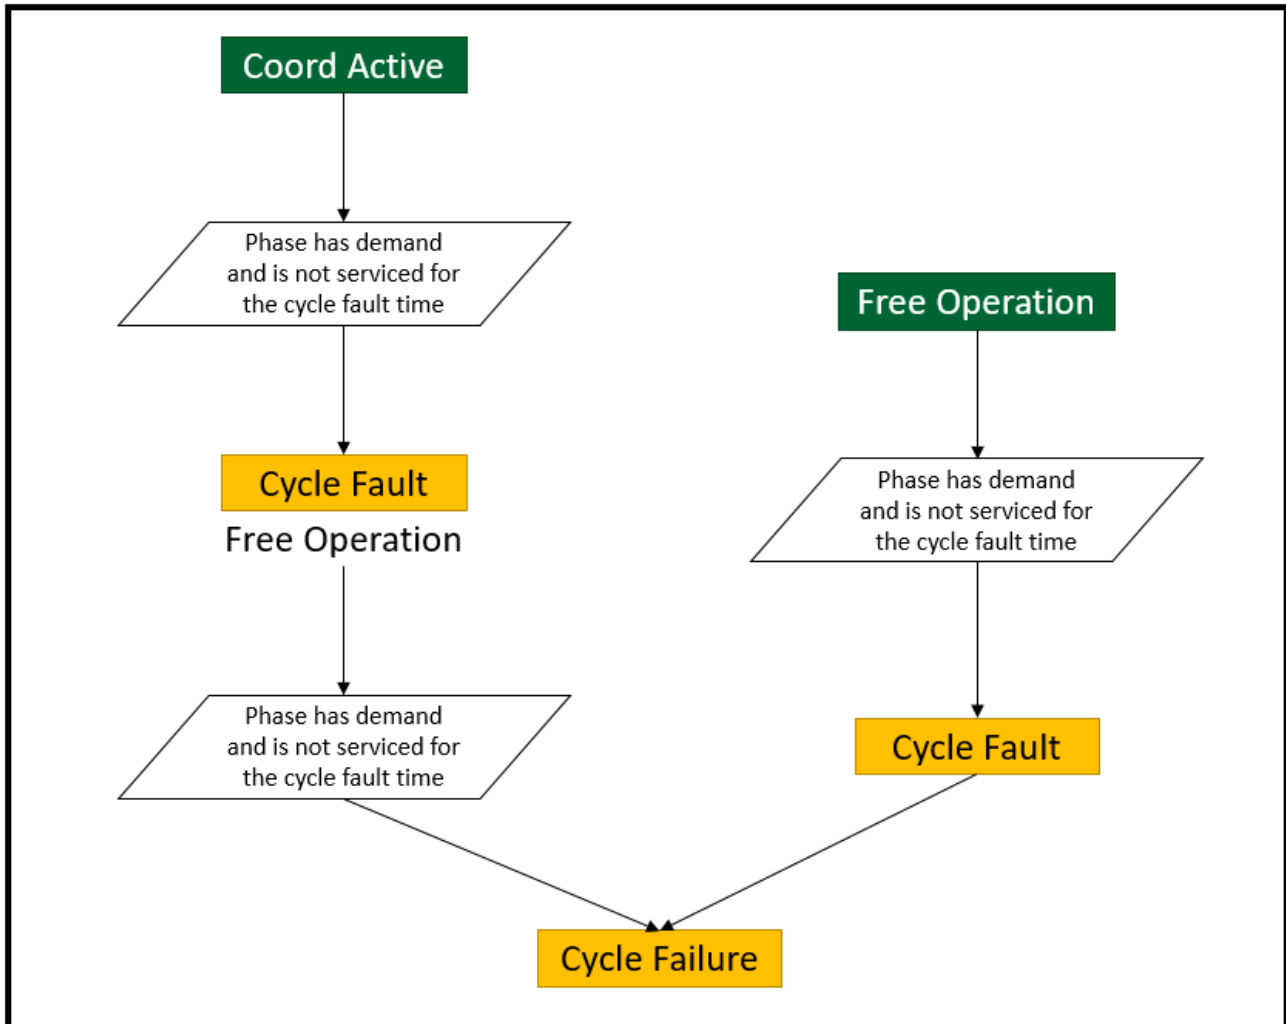 Coord Active
Phase has demand
and is not serviced for
the cycle fault time
Cycle Fault
Free Operation
Phase has demand
and is not serviced for
the cycle fault time
Free Operation
Phase has demand
and is not serviced for
the cycle fault time
Cycle Fault
Cycle Failure